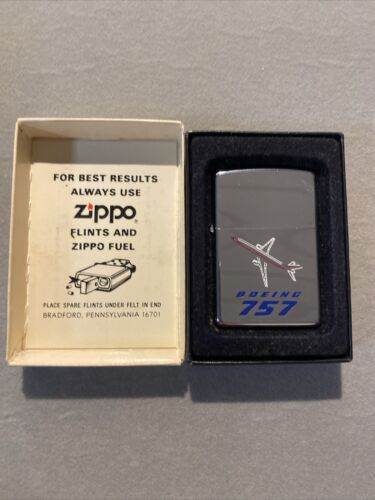 FOR BEST RESULTS
ALWAYS USE
Zippo
FLINTS AND
ZIPPO FUEL
PLACE SPARE FLINTS UNDER FELT IN END
BRADFORD, PENNSYLVANIA 16701
BOEING
757